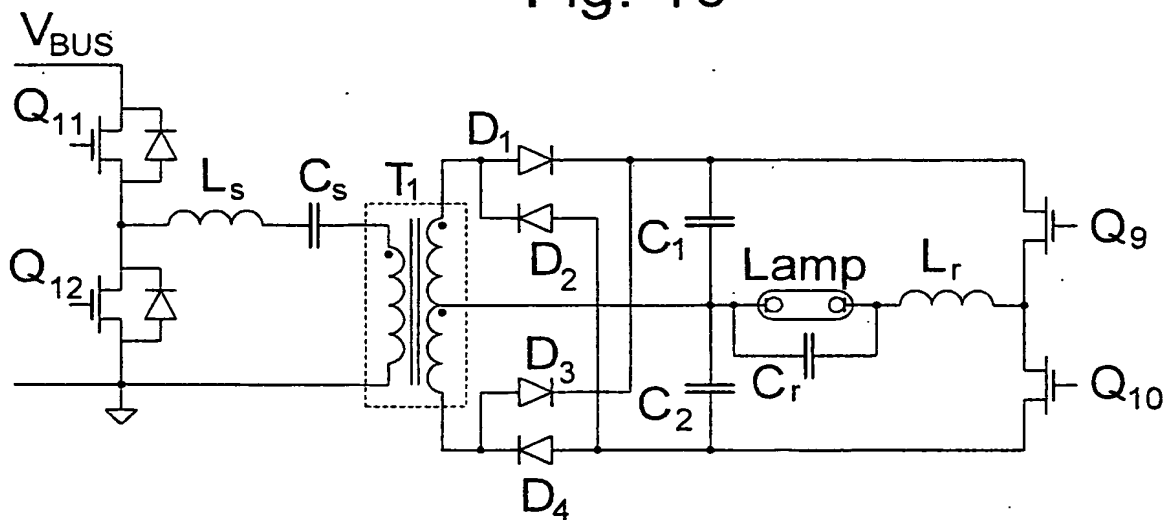 V_BUS
Q_11
L_s
C_s
T_1
D_1
D_2
C_1
Lamp
L_r
Q_9
Q_12
D_3
C_2
C_r
Q_10
D_4